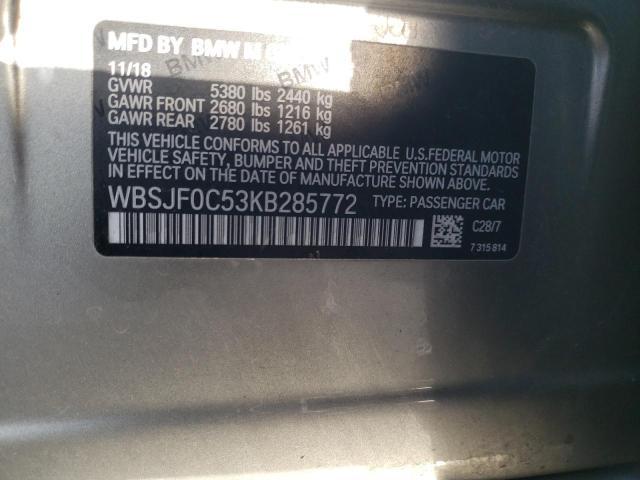 MFD BY BMW M
11/18
GVWR 5380 lbs 2440 kg
GAWR FRONT 2680 lbs 1216 kg
GAWR REAR 2780 lbs 1261 kg
THIS VEHICLE CONFORMS TO ALL APPLICABLE U.S.FEDERAL MOTOR
VEHICLE SAFETY, BUMPER AND THEFT PREVENTION STANDARDS
IN EFFECT ON THE DATE OF MANUFACTURE SHOWN ABOVE.
WBSJF0C53KB285772 TYPE: PASSENGER CAR
C28/7
7 315 814